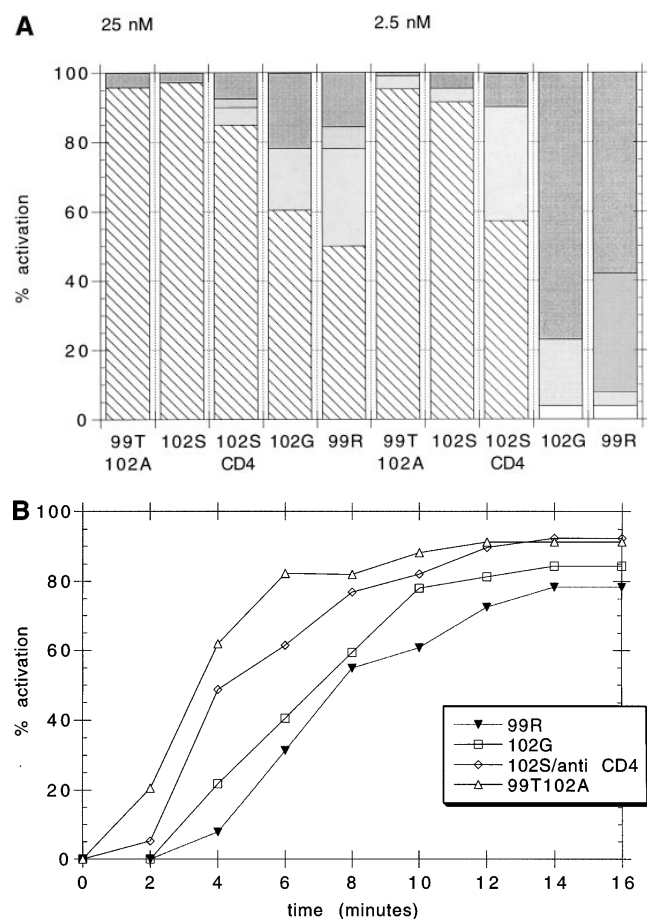 A
25 nM 2.5 nM
100
80
60
40
20
0
% activation
99T 102S 102S 102G 99R 99T 102S 102S 102G 99R
102A CD4 102A CD4
B
100
80
60
40
20
0
% activation
99R
102G
102S/anti CD4
99T102A
0 2 4 6 8 10 12 14 16
time (minutes)